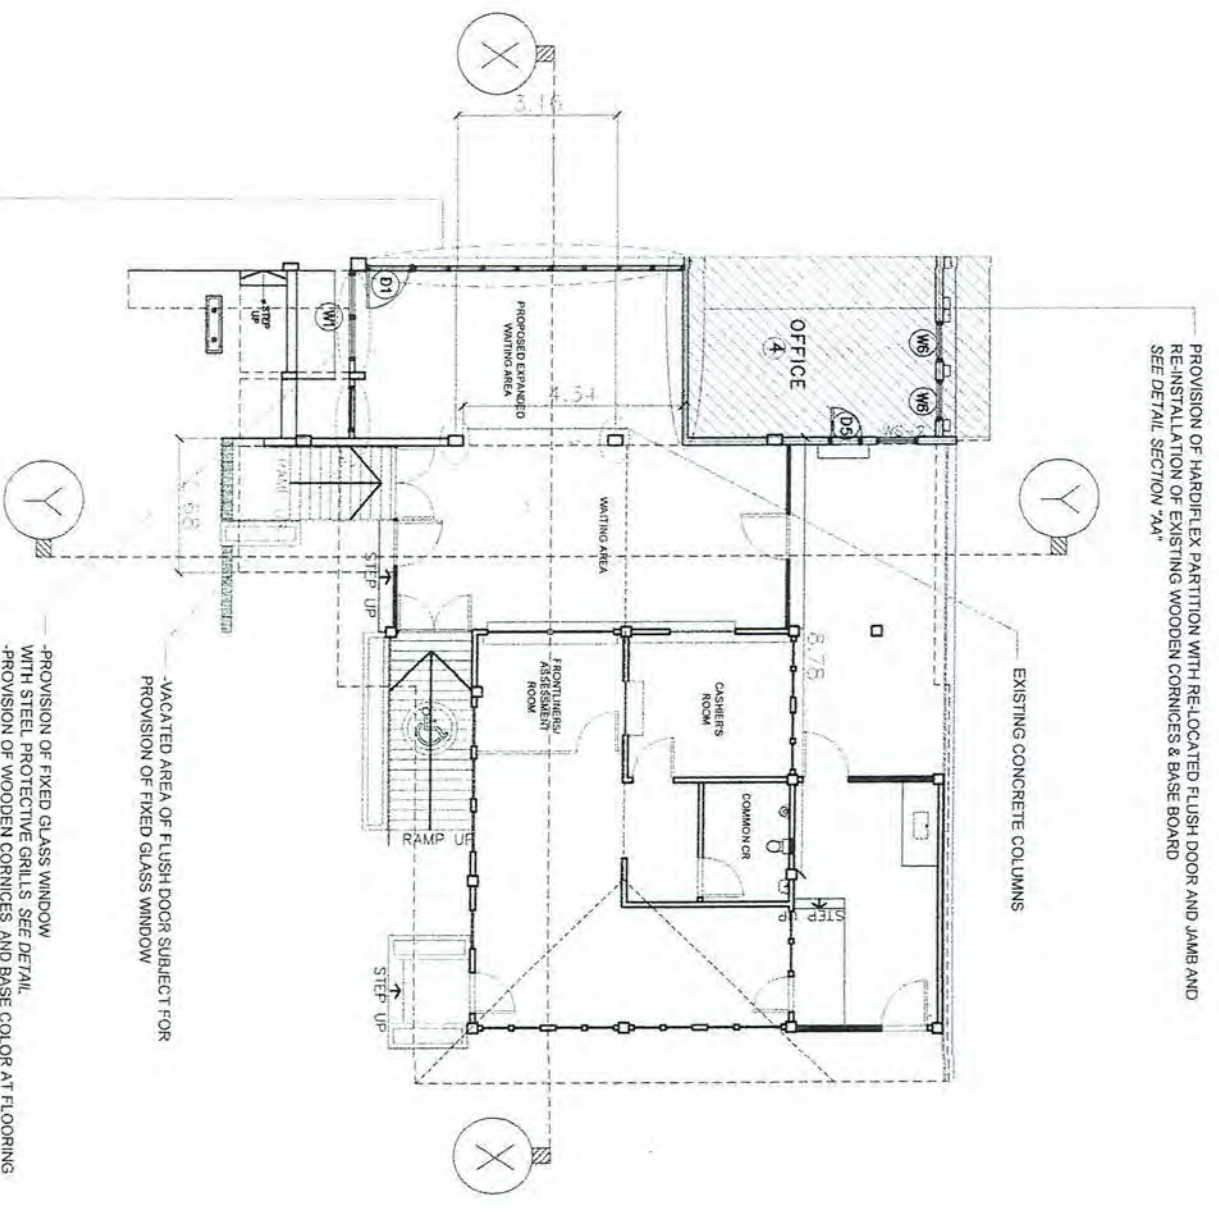 PROVISION OF HARDIFLEX PARTITION WITH RE-LOCATED FLUSH DOOR AND JAMB AND
RE-INSTALLATION OF EXISTING WOODEN CORNICES & BASE BOARD
SEE DETAIL SECTION "AA"
EXISTING CONCRETE COLUMNS
X
3.16
Y
OFFICE
4
W6
W6
D5
WS-2
PROPOSED EXPANDED
WAITING AREA
4.54
D1
W1
STEP
UP
WAITING AREA
8.78
CASHIER'S
ROOM
FRONTLINERS/
ASSESSMENT
ROOM
COMMON CR
STEP UP
STEP UP
RAMP UP
STEP UP
Y
X
-VACATED AREA OF FLUSH DOOR SUBJECT FOR
PROVISION OF FIXED GLASS WINDOW
-PROVISION OF FIXED GLASS WINDOW
WITH STEEL PROTECTIVE GRILLS SEE DETAIL
-PROVISION OF WOODEN CORNICES AND BASE COLOR AT FLOORING